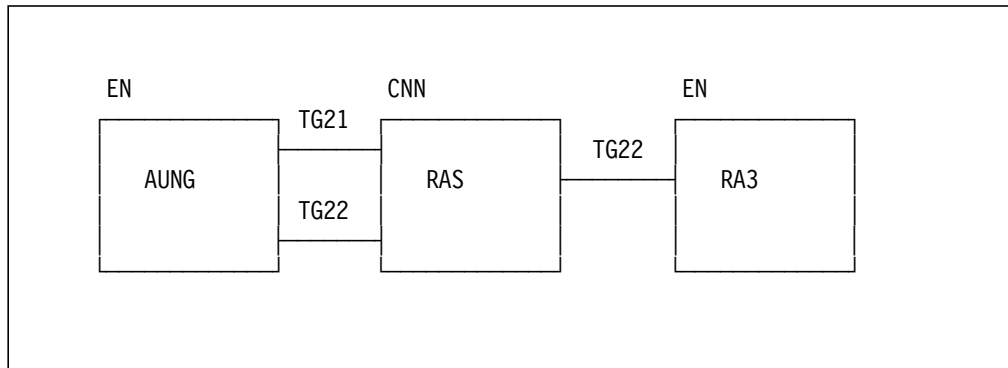 EN CNN EN
TG21
TG22
AUNG RAS RA3
TG22